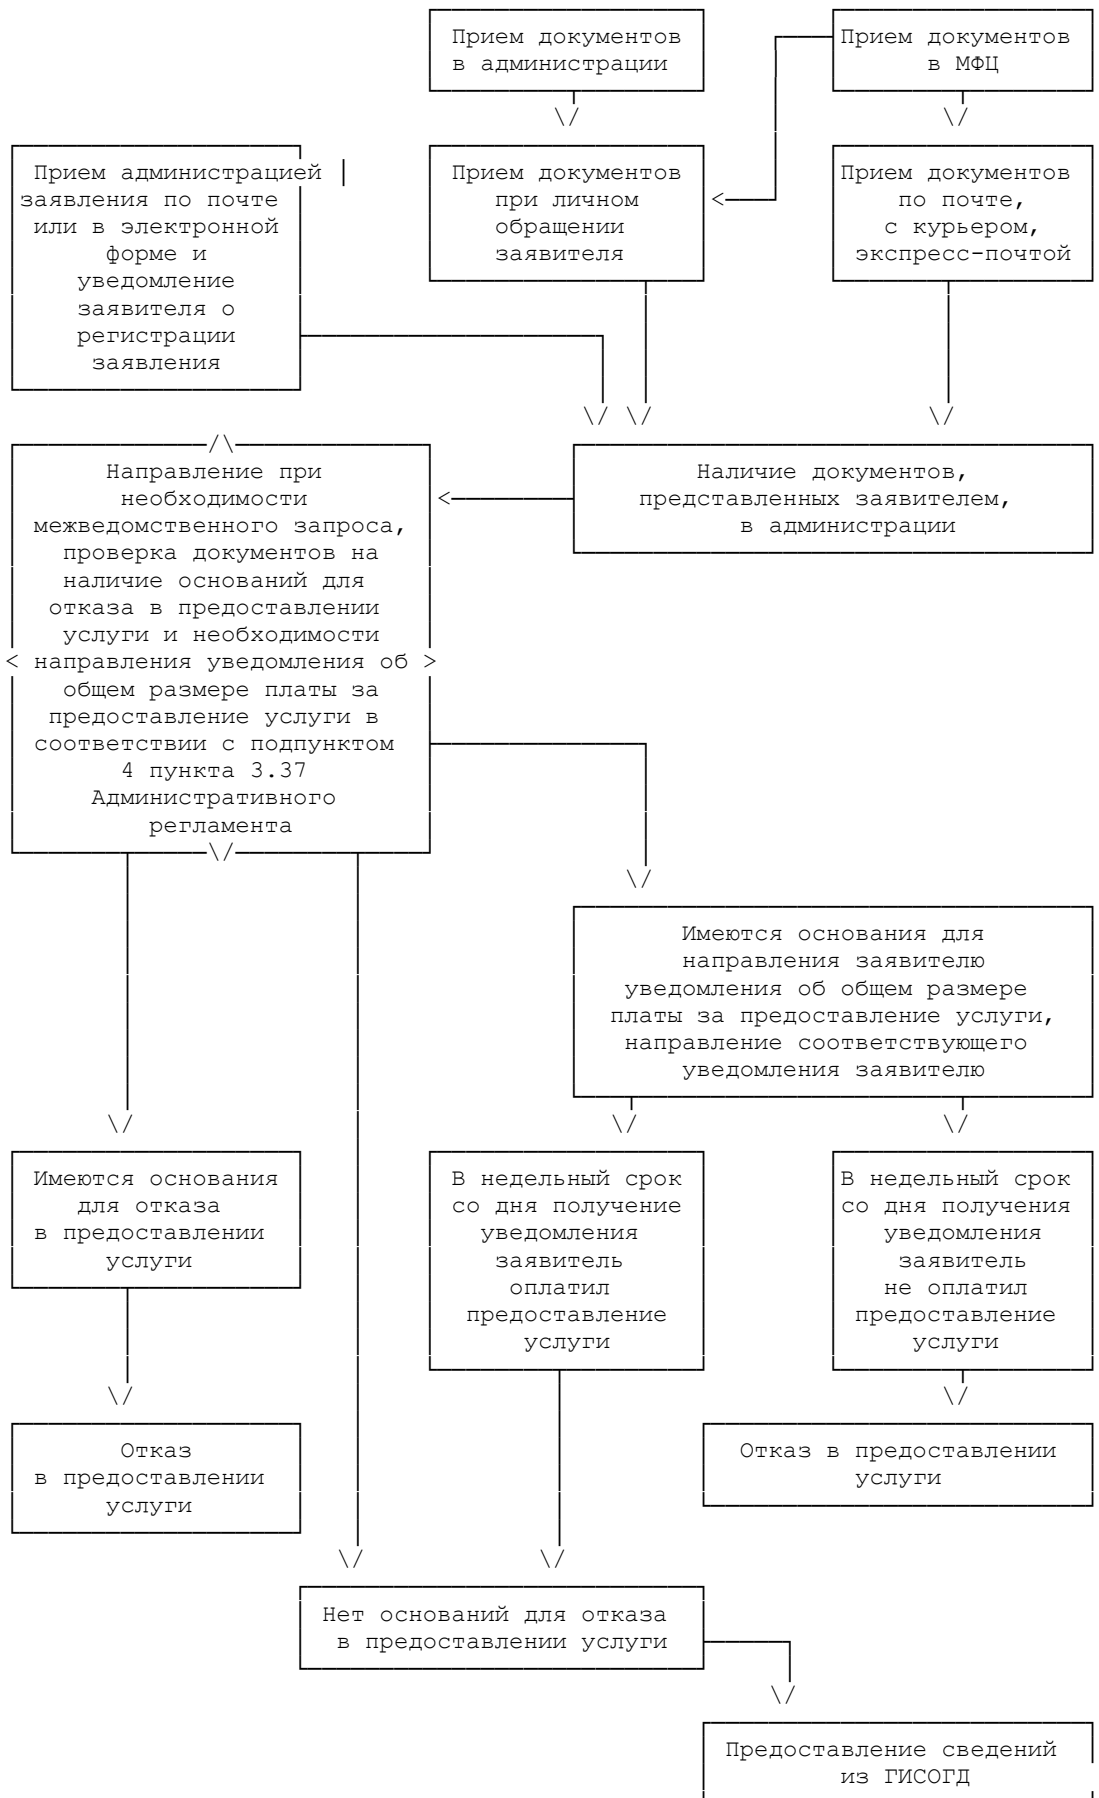 Прием документов
в администрации
Прием документов
в МФЦ
Прием администрацией |
заявления по почте
или в электронной
форме и
уведомление
заявителя о
регистрации
заявления
Прием документов
при личном
обращении
заявителя
Прием документов
по почте,
с курьером,
экспресс-почтой
Направление при
необходимости
межведомственного запроса,
проверка документов на
наличие оснований для
отказа в предоставлении
услуги и необходимости
направления уведомления об
общем размере платы за
предоставление услуги в
соответствии с подпунктом
4 пункта 3.37
Административного
регламента
Наличие документов,
представленных заявителем,
в администрации
Имеются основания для
направления заявителю
уведомления об общем размере
платы за предоставление услуги,
направление соответствующего
уведомления заявителю
Имеются основания
для отказа
в предоставлении
услуги
В недельный срок
со дня получение
уведомления
заявитель
оплатил
предоставление
услуги
В недельный срок
со дня получения
уведомления
заявитель
не оплатил
предоставление
услуги
Отказ
в предоставлении
услуги
Отказ в предоставлении
услуги
Нет оснований для отказа
в предоставлении услуги
Предоставление сведений
из ГИСОГД